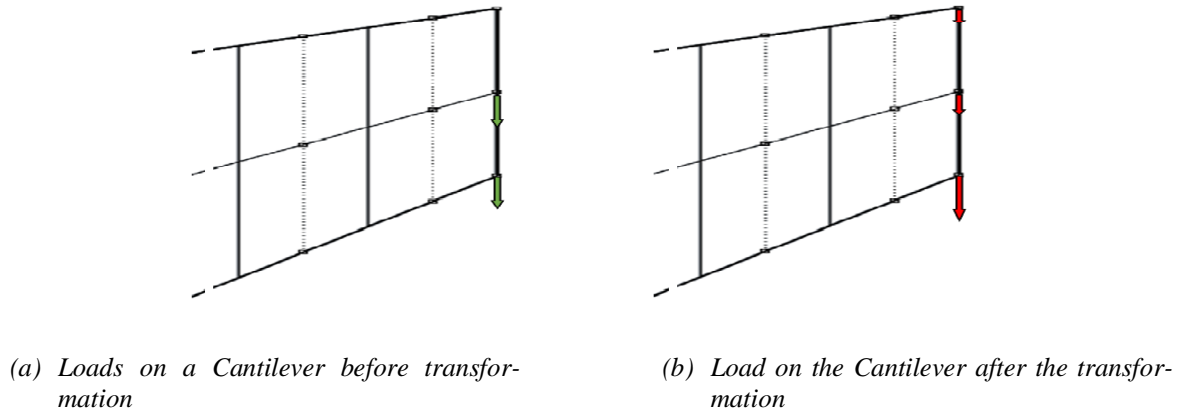 (a) Loads on a Cantilever before transfor-
mation
(b) Load on the Cantilever after the transfor-
mation